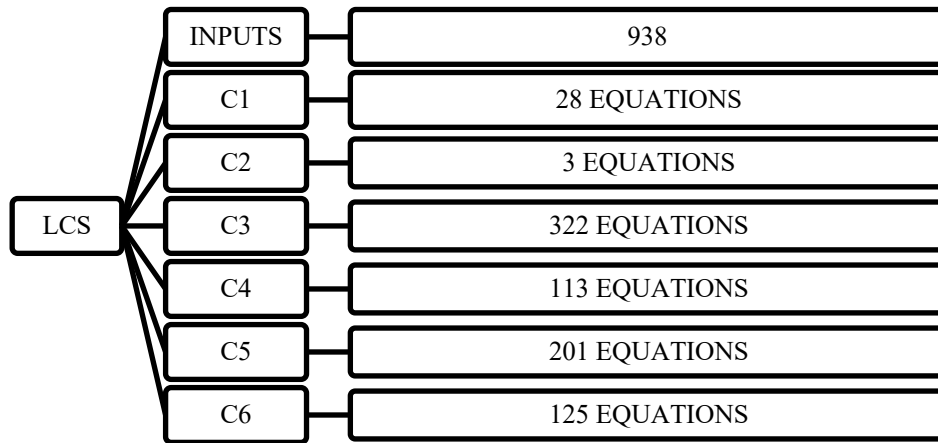 INPUTS 938
C1 28 EQUATIONS
C2 3 EQUATIONS
LCS C3 322 EQUATIONS
C4 113 EQUATIONS
C5 201 EQUATIONS
C6 125 EQUATIONS